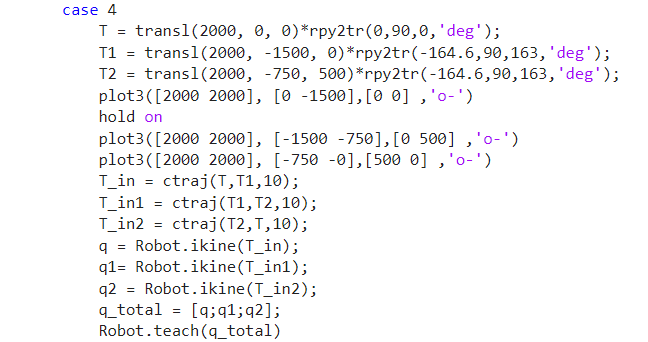 case 4
T = transl(2000, 0, 0)*rpy2tr(0,90,0,'deg');
T1 = transl(2000, -1500, 0)*rpy2tr(-164.6,90,163,'deg');
T2 = transl(2000, -750, 500)*rpy2tr(-164.6,90,163,'deg');
plot3([2000 2000], [0 -1500],[0 0] ,'o-')
hold on
plot3([2000 2000], [-1500 -750],[0 500] ,'o-')
plot3([2000 2000], [-750 -0],[500 0] ,'o-')
T_in = ctraj(T,T1,10);
T_in1 = ctraj(T1,T2,10);
T_in2 = ctraj(T2,T,10);
q = Robot.ikine(T_in);
q1= Robot.ikine(T_in1);
q2 = Robot.ikine(T_in2);
q_total = [q;q1;q2];
Robot.teach(q_total)